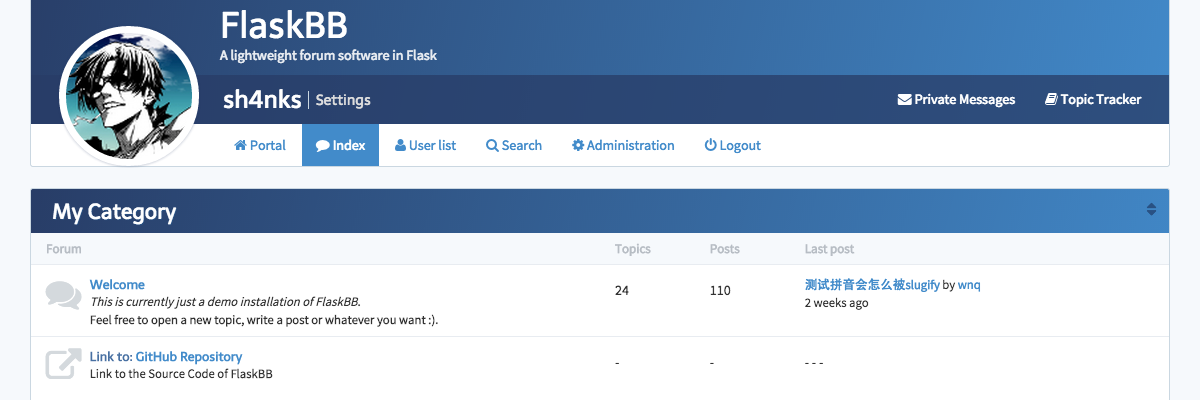 FlaskBB
A lightweight forum software in Flask
sh4nks | Settings
Private Messages
Topic Tracker
Portal
Index
User list
Search
Administration
Logout
My Category
Forum Topics Posts Last post
Welcome
This is currently just a demo installation of FlaskBB.
Feel free to open a new topic, write a post or whatever you want :).
24
110
测试拼音会怎么被slugify by wnq
2 weeks ago
Link to: GitHub Repository
Link to the Source Code of FlaskBB
-
-
- - -